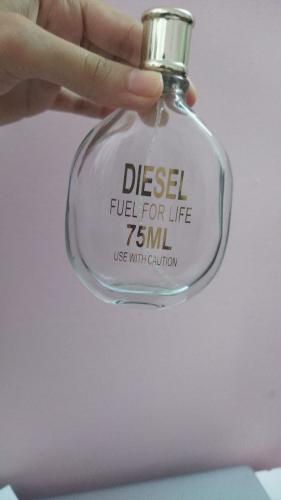 DIESEL
FUEL FOR LIFE
75ML
USE WITH CAUTION